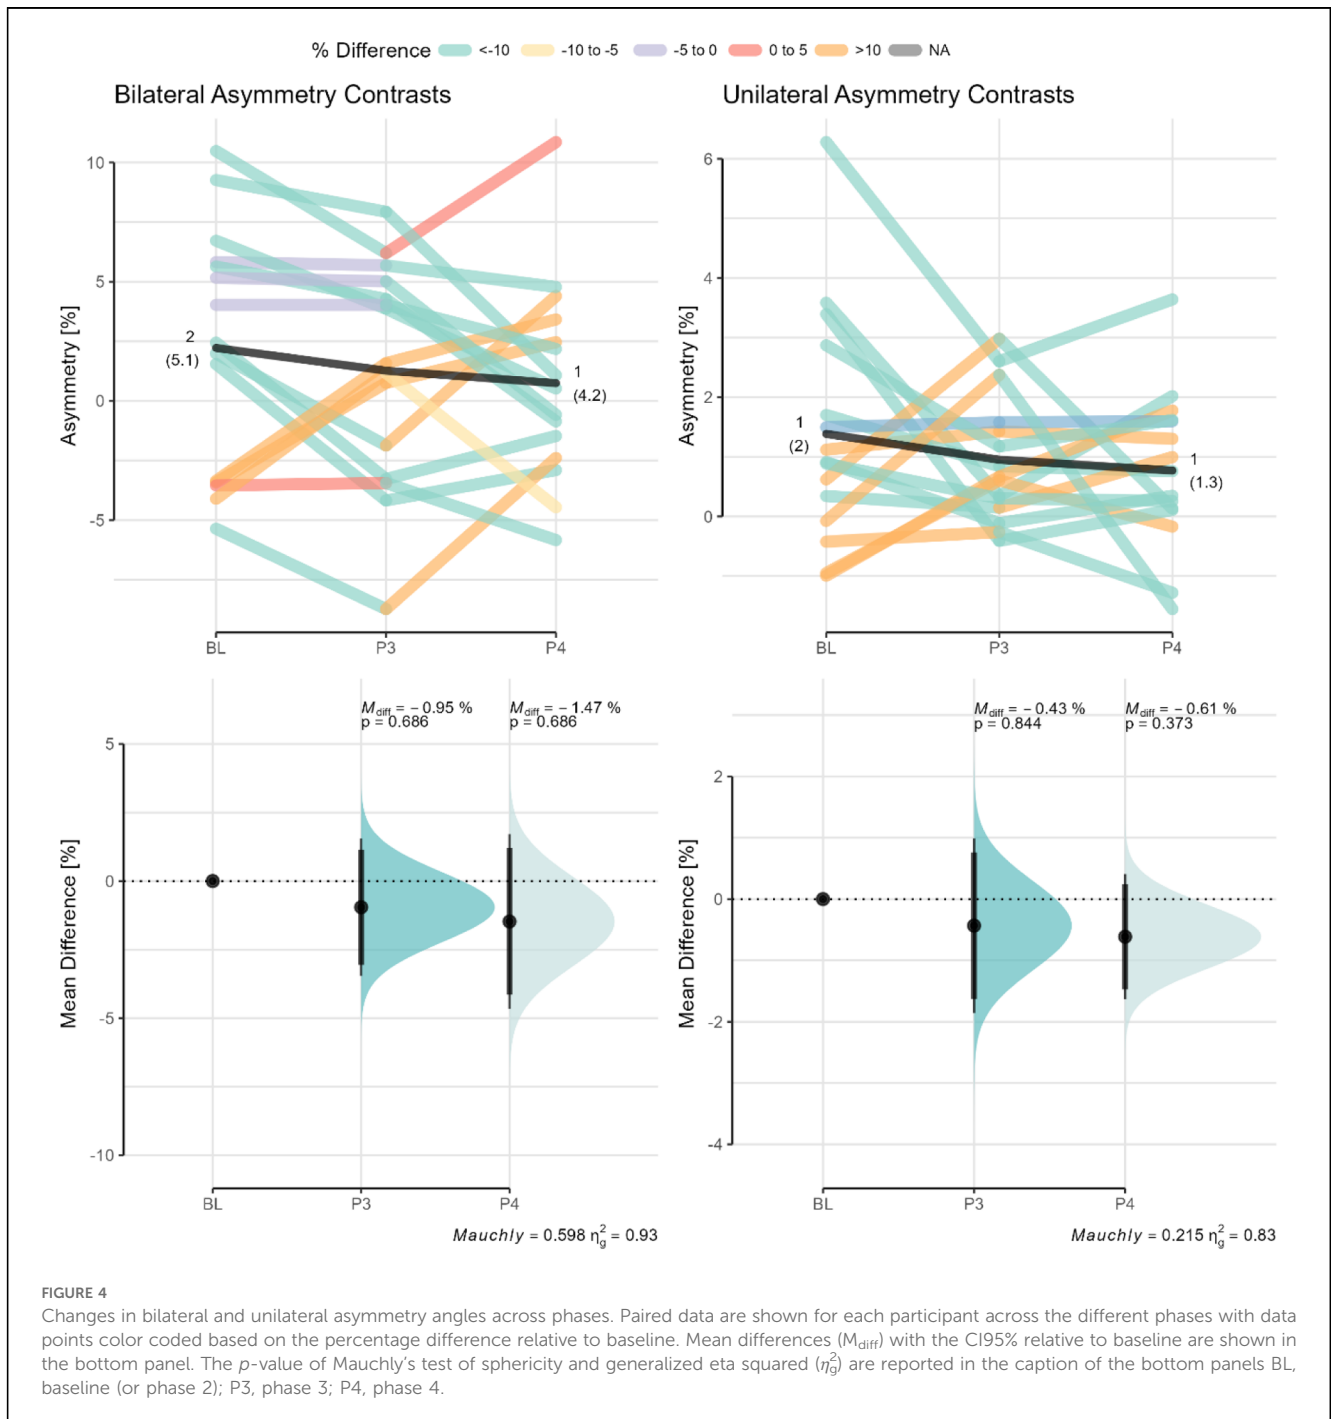 % Difference <-10 -10 to -5 -5 to 0 0 to 5 >10 NA
Bilateral Asymmetry Contrasts
Asymmetry [%]
10
5
0
-5
2
(5.1)
1
(4.2)
BL P3 P4
Unilateral Asymmetry Contrasts
Asymmetry [%]
6
4
2
0
1
(2)
1
(1.3)
BL P3 P4
Mean Difference [%]
5
0
-5
-10
Mdiff = − 0.95 %
p = 0.686
Mdiff = − 1.47 %
p = 0.686
BL P3 P4
Mauchly = 0.598 η²g = 0.93
Mean Difference [%]
2
0
-2
-4
Mdiff = − 0.43 %
p = 0.844
Mdiff = − 0.61 %
p = 0.373
BL P3 P4
Mauchly = 0.215 η²g = 0.83
FIGURE 4
Changes in bilateral and unilateral asymmetry angles across phases. Paired data are shown for each participant across the different phases with data
points color coded based on the percentage difference relative to baseline. Mean differences (Mdiff) with the CI95% relative to baseline are shown in
the bottom panel. The p-value of Mauchly's test of sphericity and generalized eta squared (η²g) are reported in the caption of the bottom panels BL,
baseline (or phase 2); P3, phase 3; P4, phase 4.